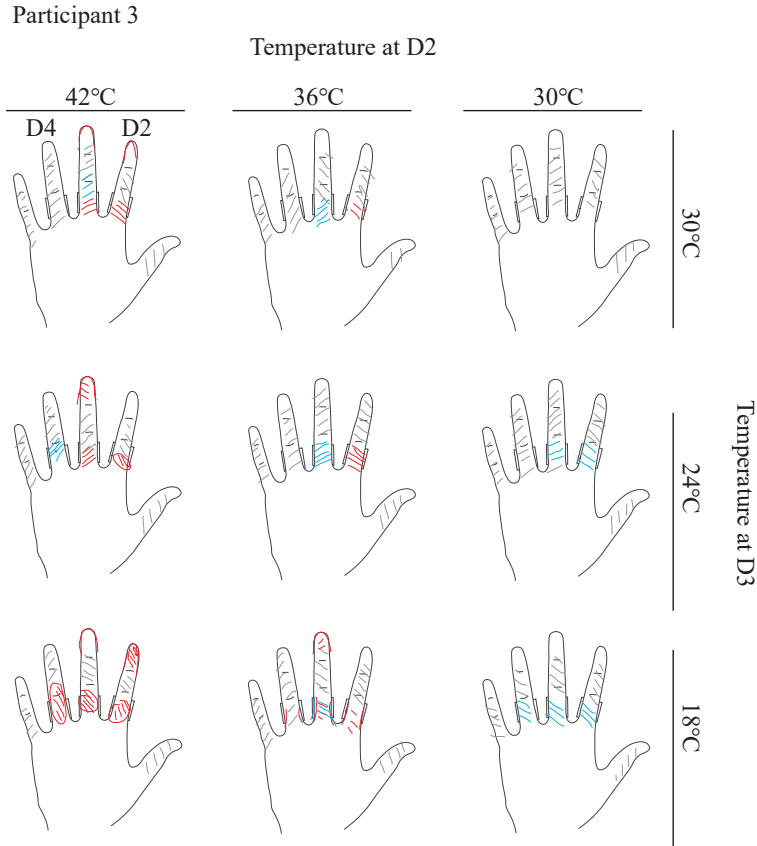 Participant 3
Temperature at D2
42°C
36°C
30°C
D4
D2
30°C
24°C
18°C
Temperature at D3